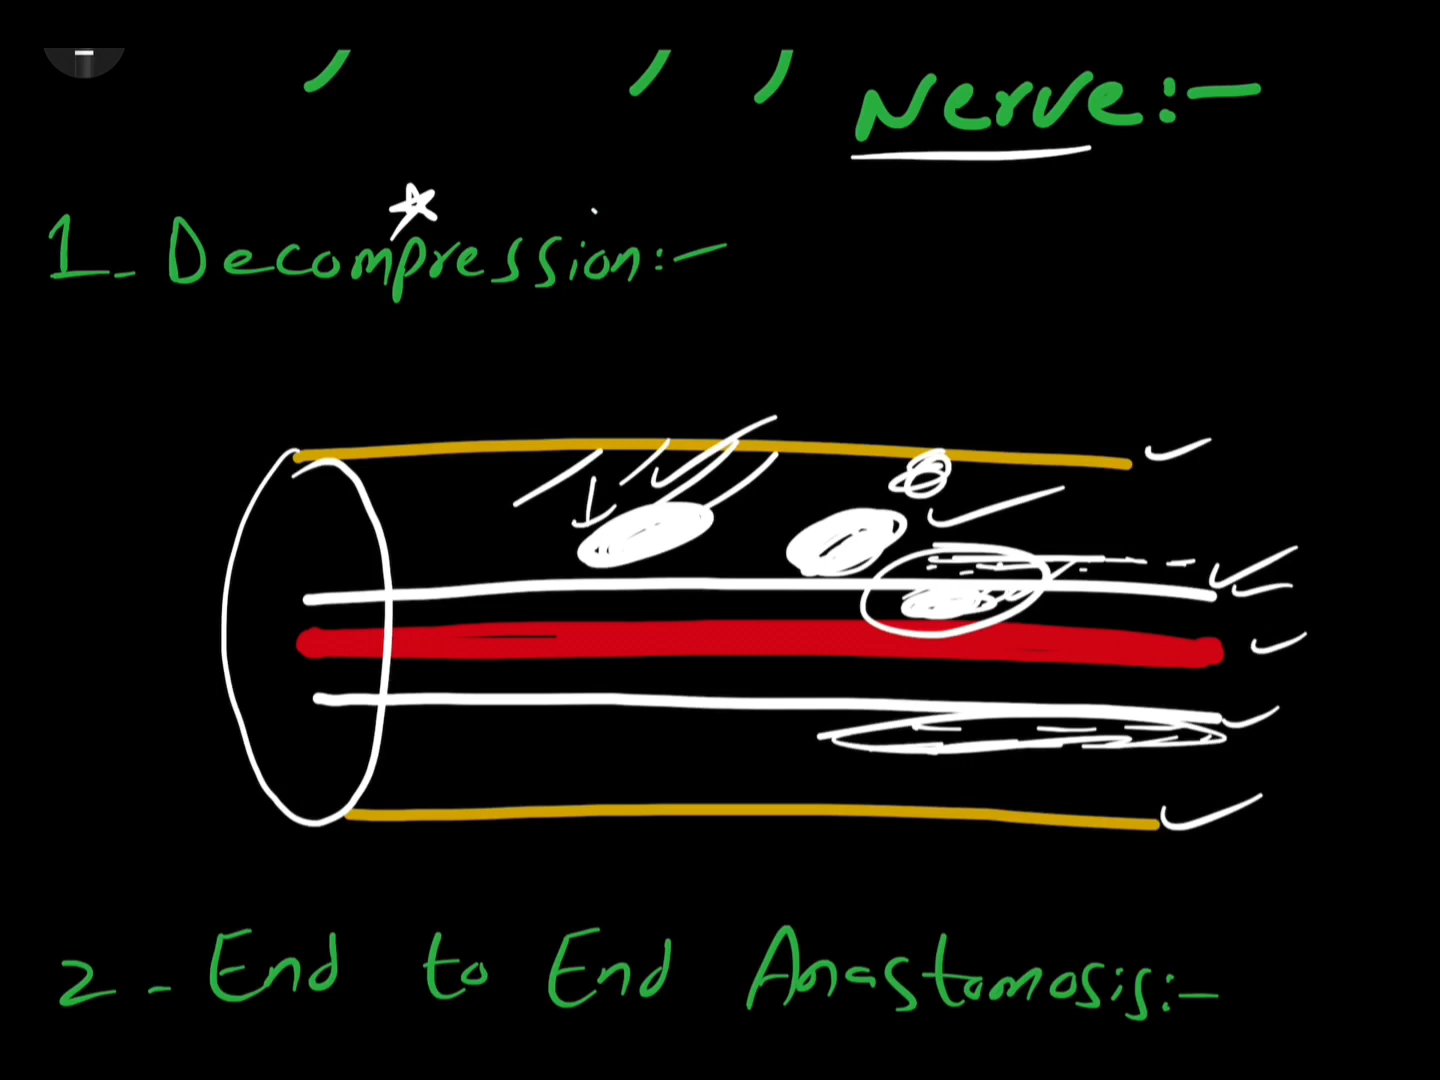 Nerve:-
1- Decompression:-
2- End to End Anastomosis:-